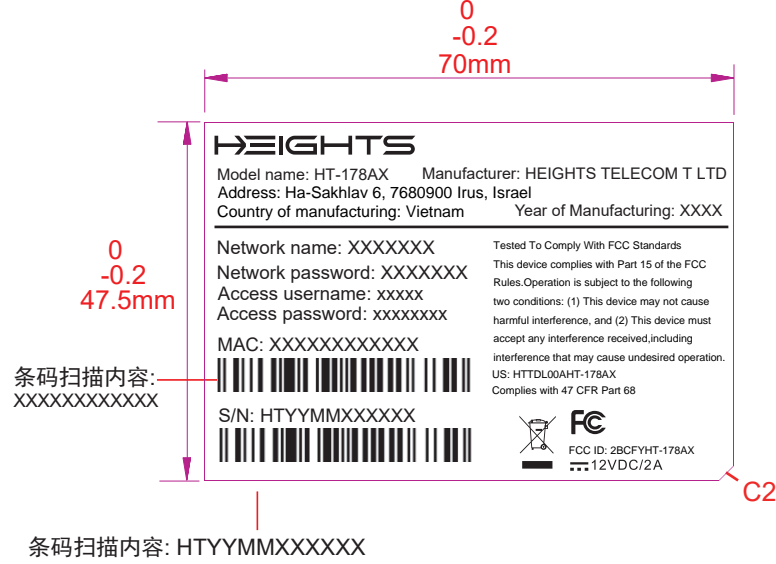 0
-0.2
70mm
0
-0.2
47.5mm
HEIGHTS
Model name: HT-178AX Manufacturer: HEIGHTS TELECOM T LTD
Address: Ha-Sakhlav 6, 7680900 Irus, Israel
Country of manufacturing: Vietnam Year of Manufacturing: XXXX
Network name: XXXXXXX
Network password: XXXXXXX
Access username: xxxxx
Access password: xxxxxxxx
MAC: XXXXXXXXXXXX
条码扫描内容:
XXXXXXXXXXXX
S/N: HTYYMMXXXXXX
Tested To Comply With FCC Standards
This device complies with Part 15 of the FCC
Rules.Operation is subject to the following
two conditions: (1) This device may not cause
harmful interference, and (2) This device must
accept any interference received,including
interference that may cause undesired operation.
US: HTTDL00AHT-178AX
Complies with 47 CFR Part 68
FC
FCC ID: 2BCFYHT-178AX
12VDC/2A
C2
条码扫描内容: HTYYMMXXXXXX